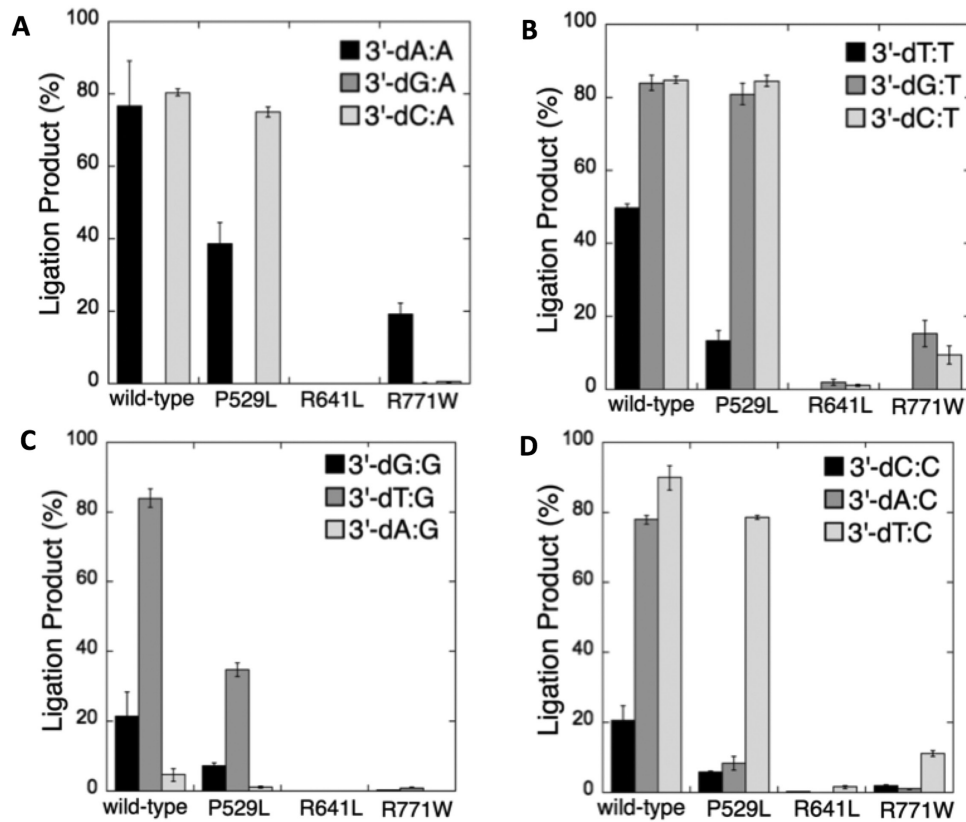 A
Ligation Product (%)
100
80
60
40
20
0
3'-dA:A
3'-dG:A
3'-dC:A
wild-type P529L R641L R771W
B
Ligation Product (%)
100
80
60
40
20
0
3'-dT:T
3'-dG:T
3'-dC:T
wild-type P529L R641L R771W
C
Ligation Product (%)
100
80
60
40
20
0
3'-dG:G
3'-dT:G
3'-dA:G
wild-type P529L R641L R771W
D
Ligation Product (%)
100
80
60
40
20
0
3'-dC:C
3'-dA:C
3'-dT:C
wild-type P529L R641L R771W